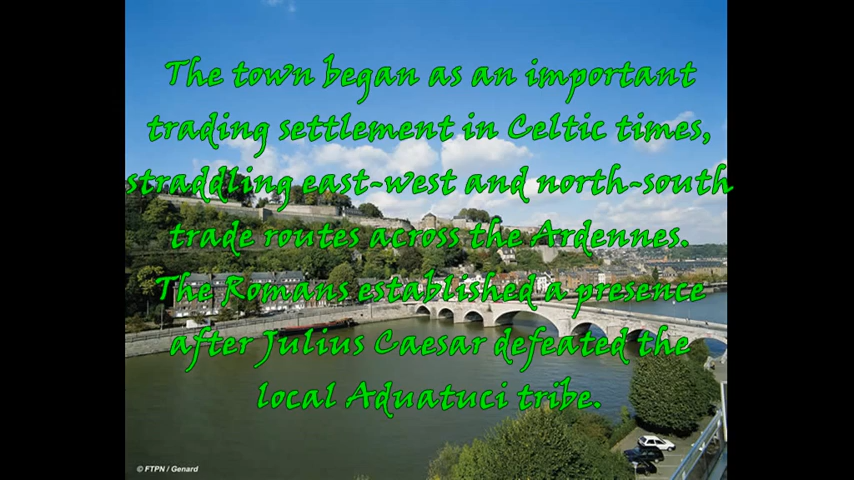 The town began as an important
trading settlement in Celtic times,
straddling east-west and north-south
trade routes across the Ardennes.
The Romans established a presence
after Julius Caesar defeated the
local Aduatuci tribe.
© FTPN / Genard